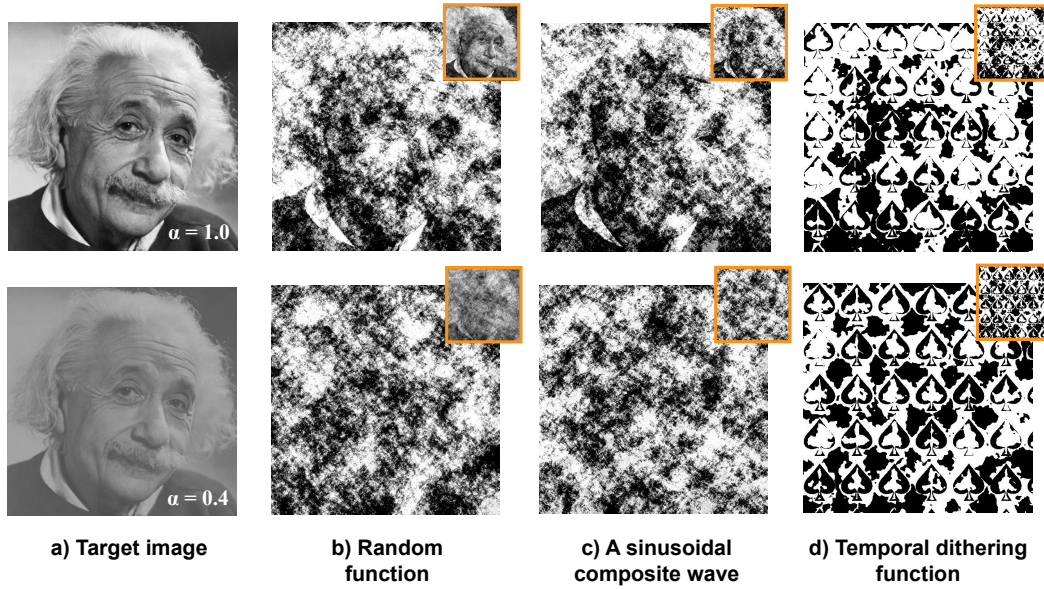 α = 1.0
α = 0.4
a) Target image
b) Random
function
c) A sinusoidal
composite wave
d) Temporal dithering
function